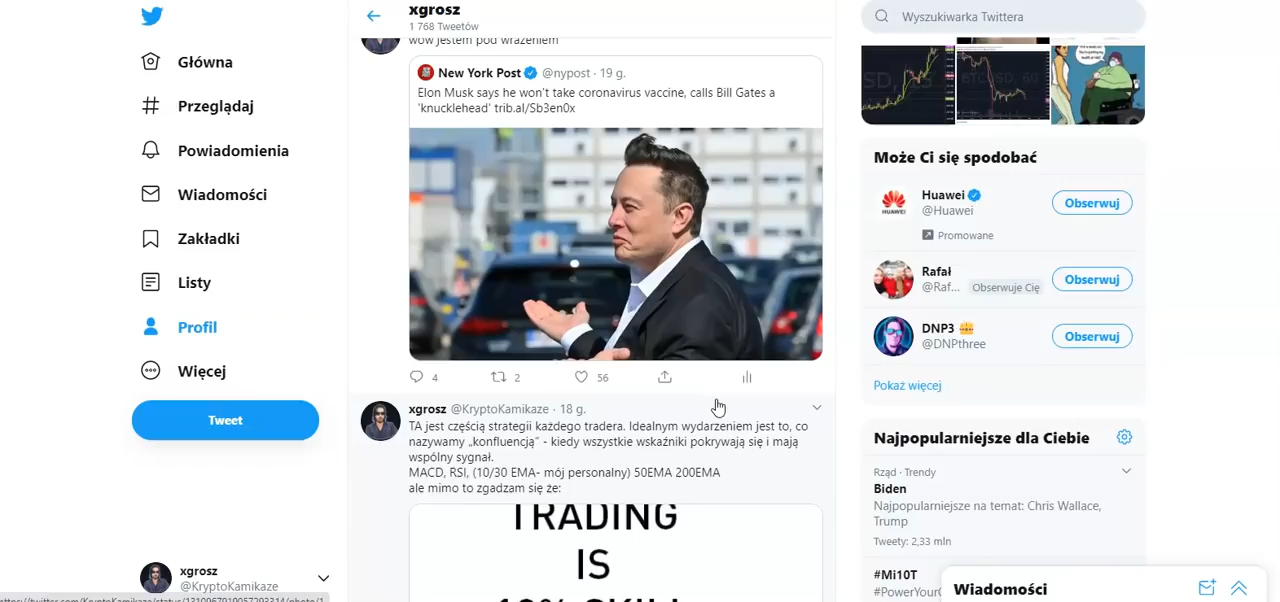 Główna
Przeglądaj
Powiadomienia
Wiadomości
Zakładki
Listy
Profil
Więcej
Tweet
xgrosz
@KryptoKamikaze
xgrosz
1 768 Tweetów
wow jestem pod wrażeniem
New York Post @nypost · 19 g.
Elon Musk says he won't take coronavirus vaccine, calls Bill Gates a
'knucklehead' trib.al/Sb3en0x
4 2 56
xgrosz @KryptoKamikaze · 18 g.
TA jest częścią strategii każdego tradera. Idealnym wydarzeniem jest to, co
nazywamy „konfluencją” - kiedy wszystkie wskaźniki pokrywają się i mają
wspólny sygnał.
MACD, RSI, (10/30 EMA- mój personalny) 50EMA 200EMA
ale mimo to zgadzam się że:
TRADING
IS
Wyszukiwarka Twittera
Może Ci się spodobać
Huawei
@Huawei
Obserwuj
Promowane
HUAWEI
Rafał
@Raf... Obserwuje Cię
Obserwuj
DNP3
@DNPthree
Obserwuj
Pokaż więcej
Najpopularniejsze dla Ciebie
Rząd · Trendy
Biden
Najpopularniejsze na temat: Chris Wallace,
Trump
Tweety: 2,33 mln
#Mi10T
Wiadomości